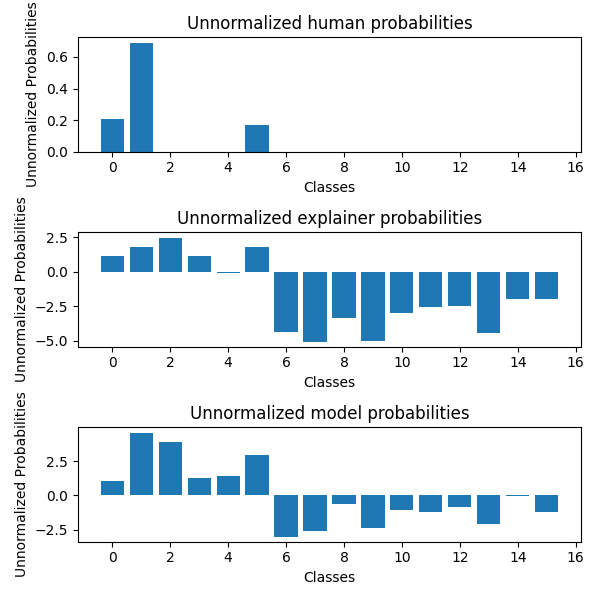 Unnormalized human probabilities
Unnormalized Probabilities
0.6
0.4
0.2
0.0
0 2 4 6 8 10 12 14 16
Classes
Unnormalized explainer probabilities
Unnormalized Probabilities
2.5
0.0
−2.5
−5.0
0 2 4 6 8 10 12 14 16
Classes
Unnormalized model probabilities
Unnormalized Probabilities
2.5
0.0
−2.5
0 2 4 6 8 10 12 14 16
Classes